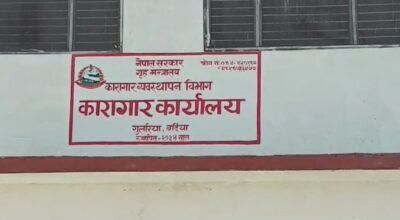 नेपाल सरकार
गृह मन्त्रालय
कारागार व्यवस्थापन विभाग
कारागार कार्यालय
गुलरिया, बर्दिया